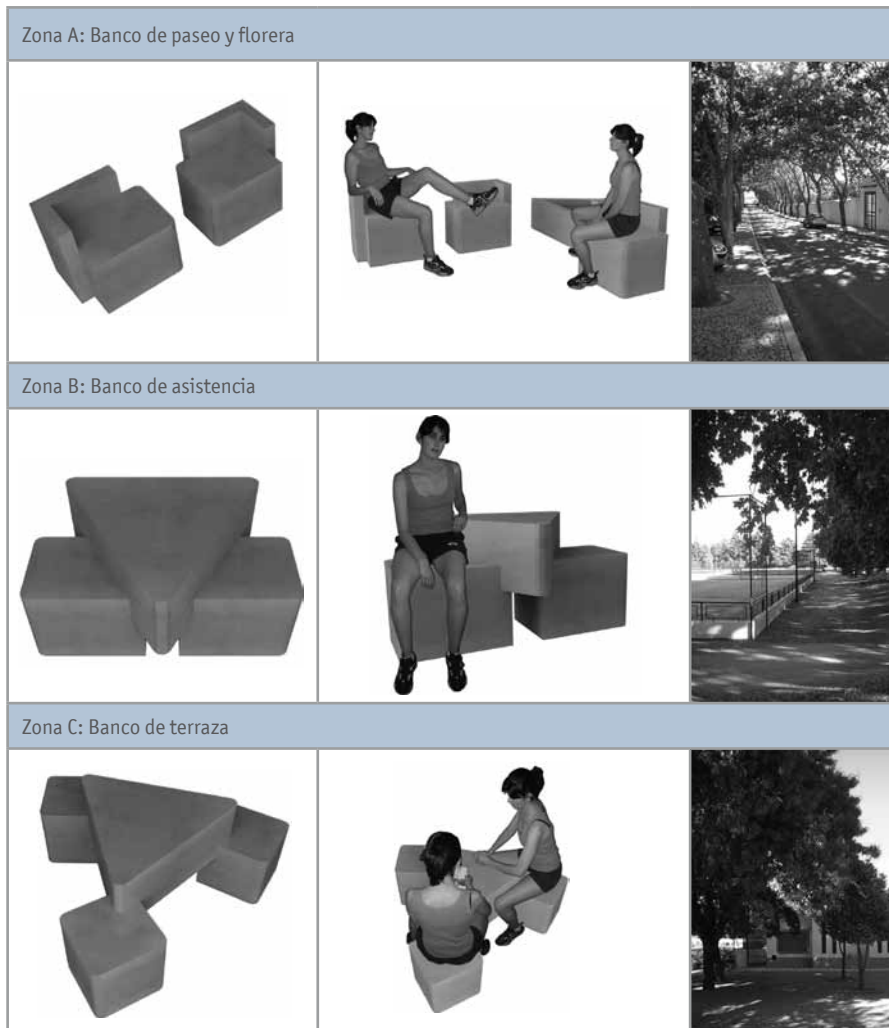 Zona A: Banco de paseo y florera
Zona B: Banco de asistencia
Zona C: Banco de terraza